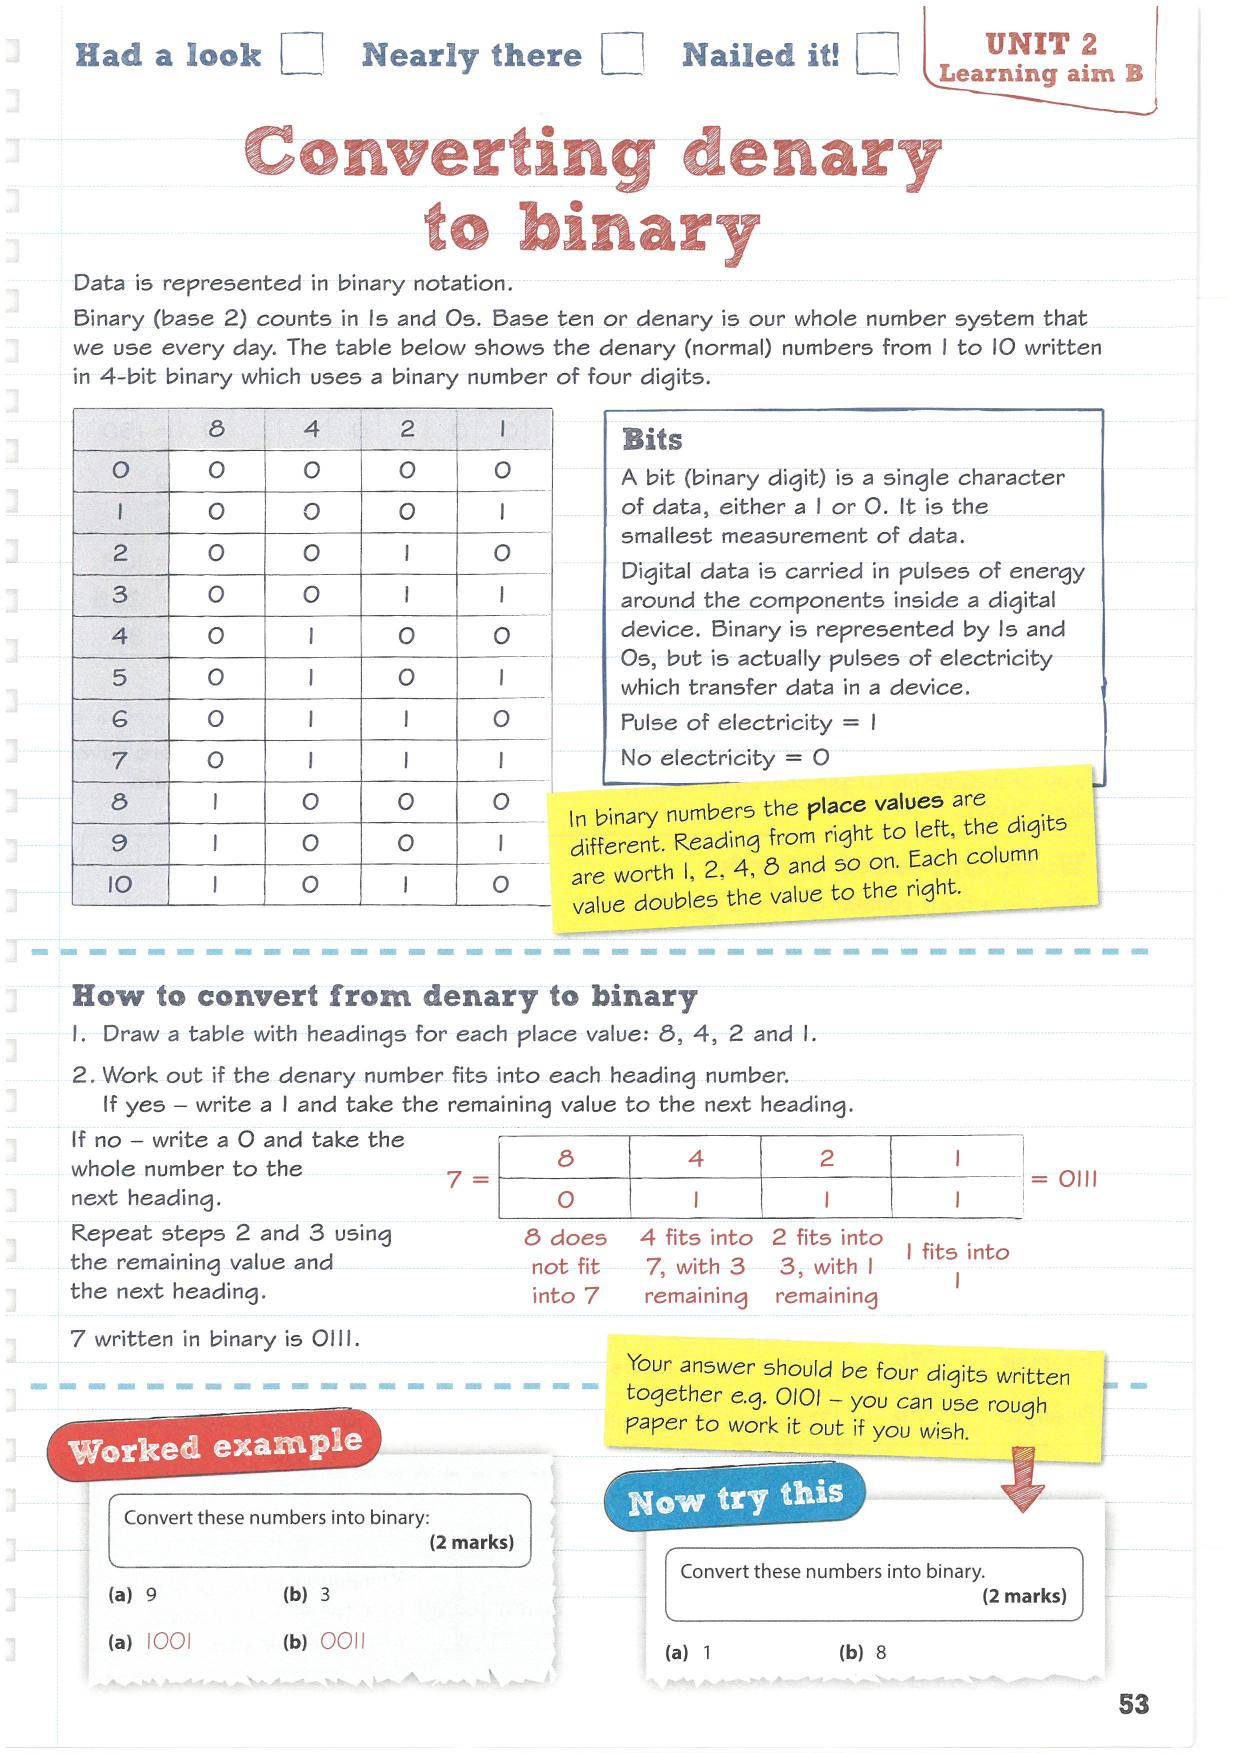 Had a look Nearly there Nailed it!
UNIT 2
Learning aim B
Converting denary
to binary
Data is represented in binary notation.
Binary (base 2) counts in 1s and 0s. Base ten or denary is our whole number system that
we use every day. The table below shows the denary (normal) numbers from 1 to 10 written
in 4-bit binary which uses a binary number of four digits.
8 4 2 1
0 0 0 0 0
1 0 0 0 1
2 0 0 1 0
3 0 0 1 1
4 0 1 0 0
5 0 1 0 1
6 0 1 1 0
7 0 1 1 1
8 1 0 0 0
9 1 0 0 1
10 1 0 1 0
Bits
A bit (binary digit) is a single character
of data, either a 1 or 0. It is the
smallest measurement of data.
Digital data is carried in pulses of energy
around the components inside a digital
device. Binary is represented by 1s and
0s, but is actually pulses of electricity
which transfer data in a device.
Pulse of electricity = 1
No electricity = 0
In binary numbers the place values are
different. Reading from right to left, the digits
are worth 1, 2, 4, 8 and so on. Each column
value doubles the value to the right.
How to convert from denary to binary
1. Draw a table with headings for each place value: 8, 4, 2 and 1.
2. Work out if the denary number fits into each heading number.
If yes – write a 1 and take the remaining value to the next heading.
If no – write a 0 and take the
whole number to the
next heading.
Repeat steps 2 and 3 using
the remaining value and
the next heading.
7 written in binary is 0111.
8 4 2 1
7 = = 0111
0 1 1 1
8 does 4 fits into 2 fits into 1 fits into
not fit 7, with 3 3, with 1 1
into 7 remaining remaining
Your answer should be four digits written
together e.g. 0101 – you can use rough
paper to work it out if you wish.
Worked example
Convert these numbers into binary:
(2 marks)
(a) 9 (b) 3
(a) 1001 (b) 0011
Now try this
Convert these numbers into binary.
(2 marks)
(a) 1 (b) 8
53